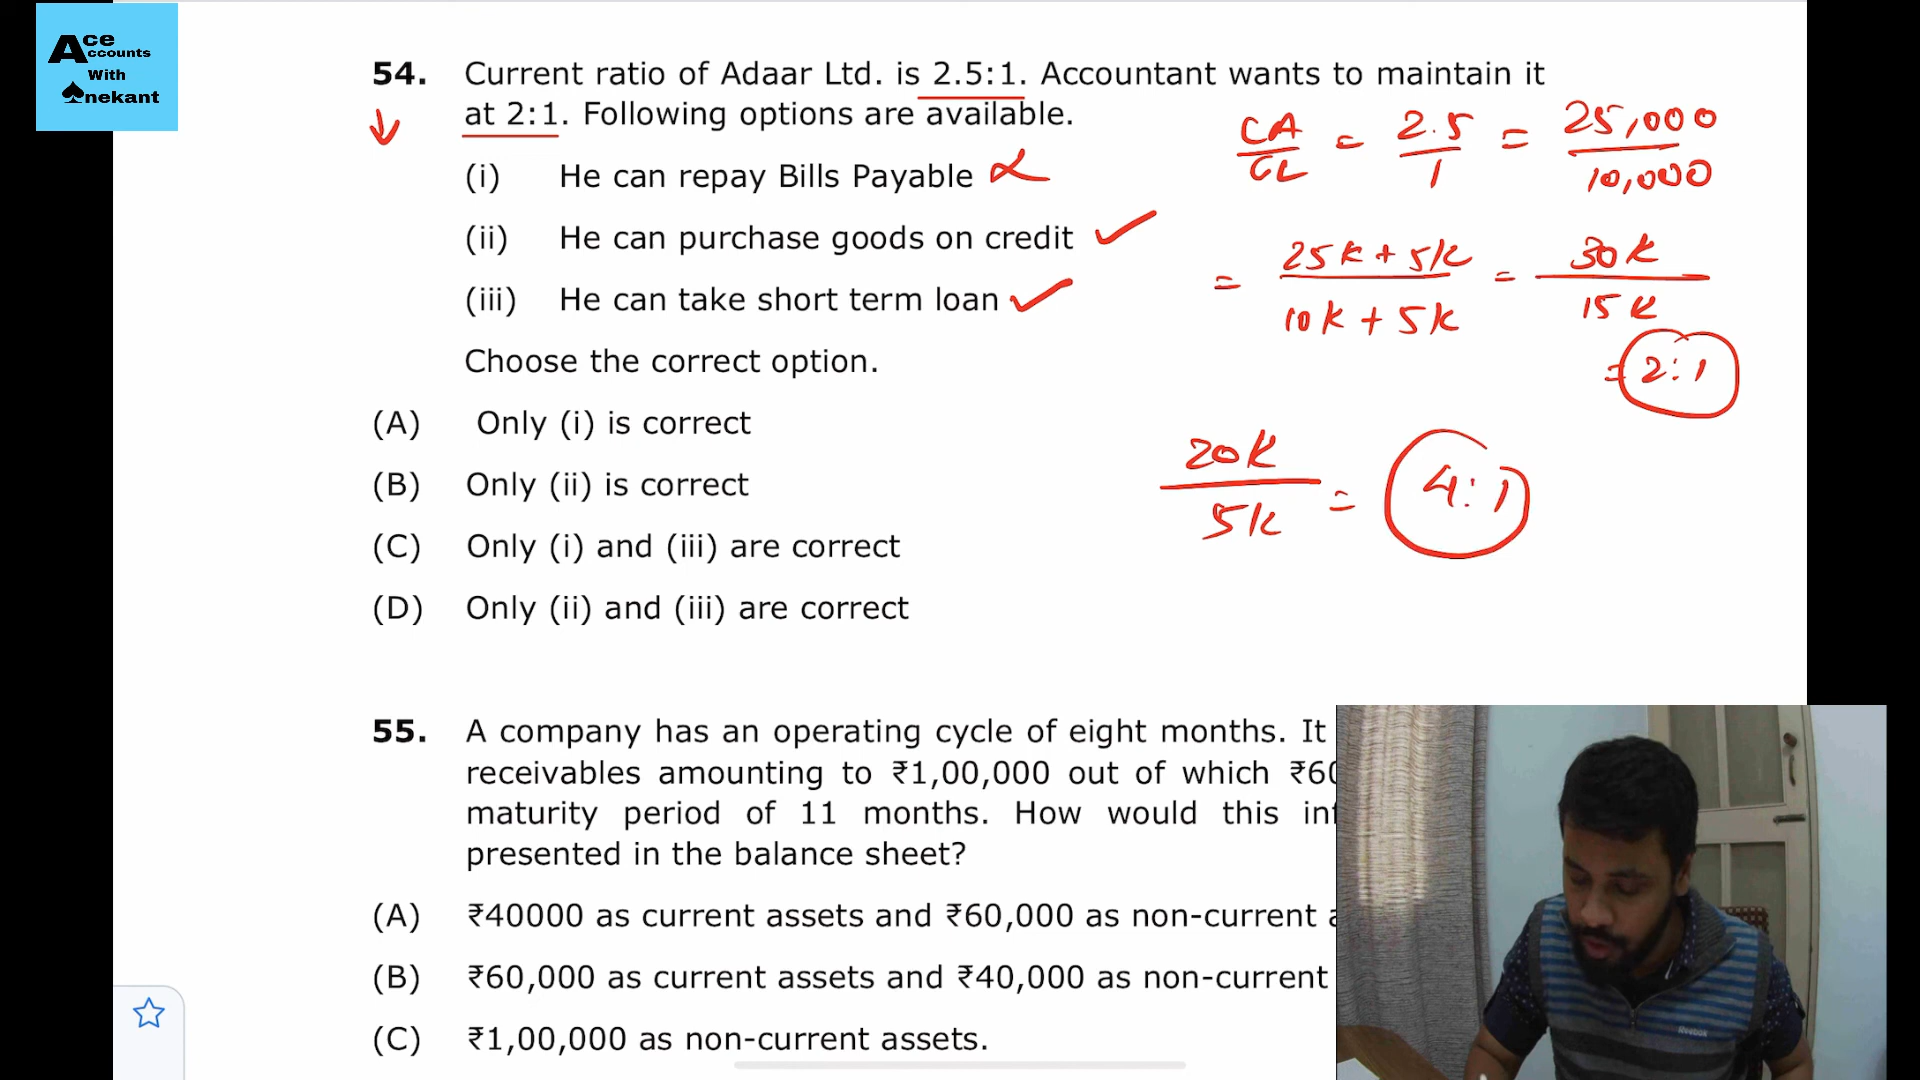 Ace
Accounts
With
Anekant
54. Current ratio of Adaar Ltd. is 2.5:1. Accountant wants to maintain it
at 2:1. Following options are available.
(i) He can repay Bills Payable
(ii) He can purchase goods on credit
(iii) He can take short term loan
Choose the correct option.
(A) Only (i) is correct
(B) Only (ii) is correct
(C) Only (i) and (iii) are correct
(D) Only (ii) and (iii) are correct
CA/CL = 2.5/1 = 25,000/10,000
= 25K + 5K/10K + 5K = 30K/15K
= 2:1
20K/5K = 4:1
55. A company has an operating cycle of eight months. It
receivables amounting to ₹1,00,000 out of which
maturity period of 11 months. How would this
presented in the balance sheet?
(A) ₹40000 as current assets and ₹60,000 as non-current
(B) ₹60,000 as current assets and ₹40,000 as non-current
(C) ₹1,00,000 as non-current assets.
Reebok